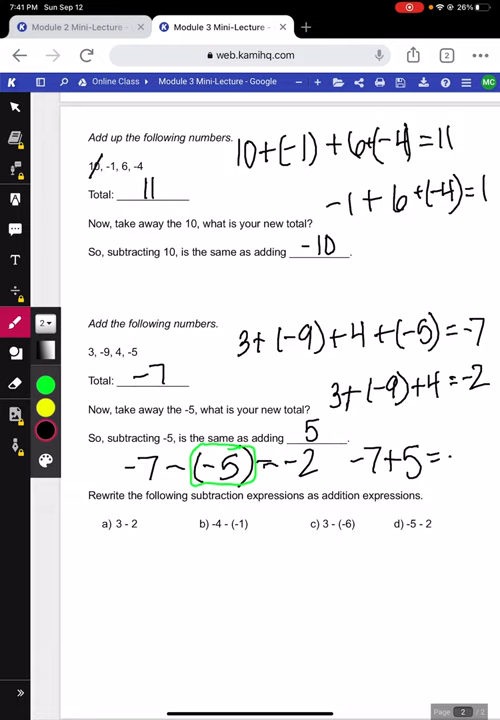 7:41 PM Sun Sep 12
26%
Module 2 Mini-Lecture -
Module 3 Mini-Lecture -
web.kamihq.com
2
K
Online Class
Module 3 Mini-Lecture - Google
MC
Add up the following numbers.
10 + (-1) + 6 + (-4) = 11
10, -1, 6, -4
Total: 11
-1 + 6 + (-4) = 1
Now, take away the 10, what is your new total?
So, subtracting 10, is the same as adding -10.
Add the following numbers.
3 + (-9) + 4 + (-5) = -7
3, -9, 4, -5
Total: -7
3 + (-9) + 4 = -2
Now, take away the -5, what is your new total?
So, subtracting -5, is the same as adding 5.
-7 - (-5) = -2 -7 + 5 =
Rewrite the following subtraction expressions as addition expressions.
a) 3 - 2 b) -4 - (-1) c) 3 - (-6) d) -5 - 2
A
T
2
Page 2 / 2